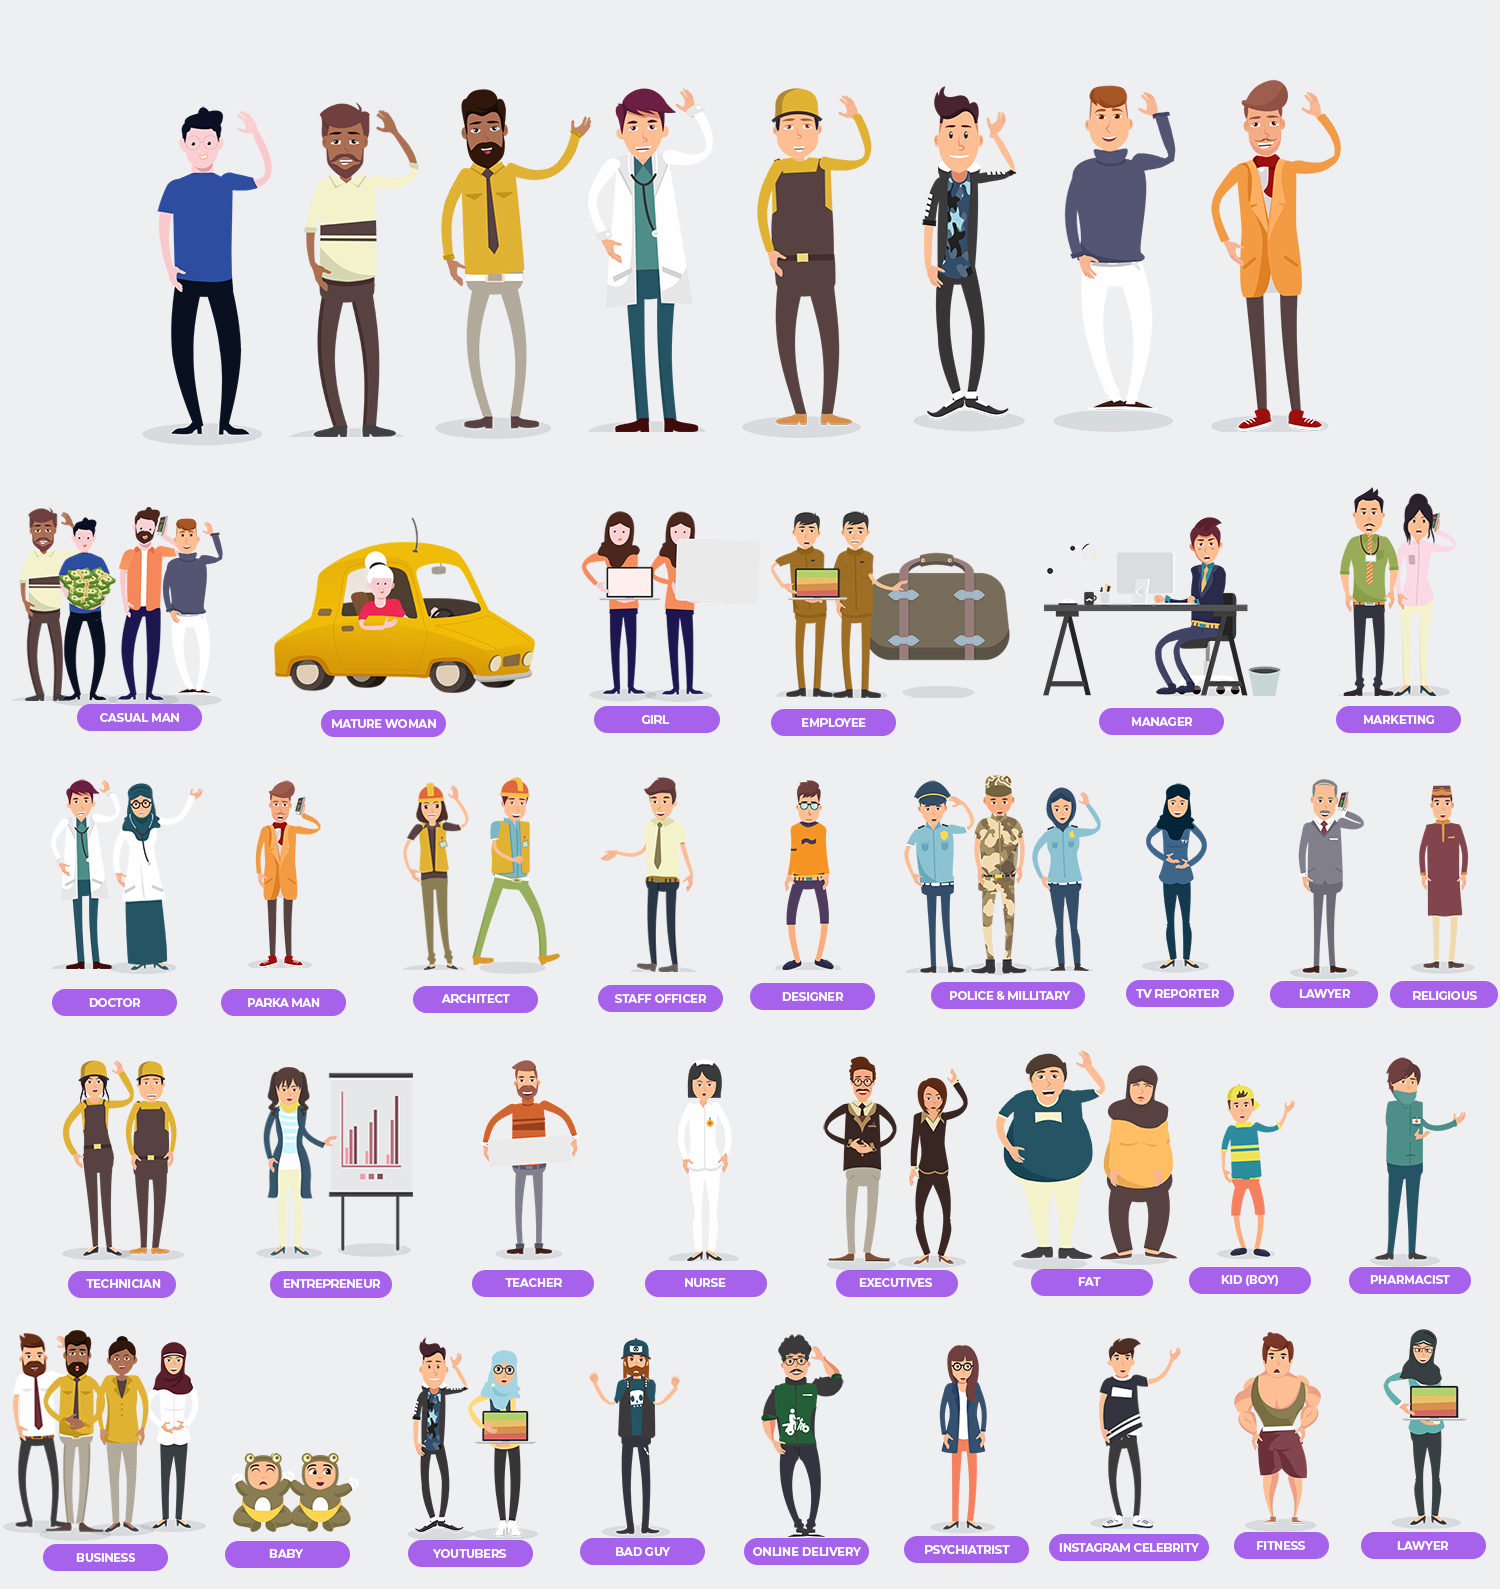 CASUAL MAN
MATURE WOMAN
GIRL
EMPLOYEE
MANAGER
MARKETING
DOCTOR
PARKA MAN
ARCHITECT
STAFF OFFICER
DESIGNER
POLICE & MILLITARY
TV REPORTER
LAWYER
RELIGIOUS
TV
TECHNICIAN
ENTREPRENEUR
TEACHER
NURSE
EXECUTIVES
FAT
KID (BOY)
PHARMACIST
BUSINESS
BABY
YOUTUBERS
BAD GUY
ONLINE DELIVERY
PSYCHIATRIST
INSTAGRAM CELEBRITY
FITNESS
LAWYER